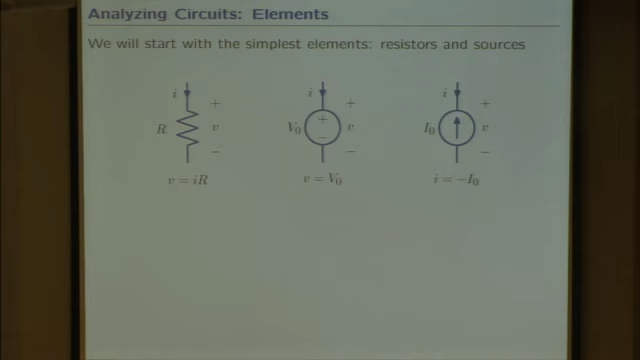 Analyzing Circuits: Elements
We will start with the simplest elements: resistors and sources
i + R v −
i + V₀ + − v −
i + I₀ v −
v = iR
v = V₀
i = −I₀